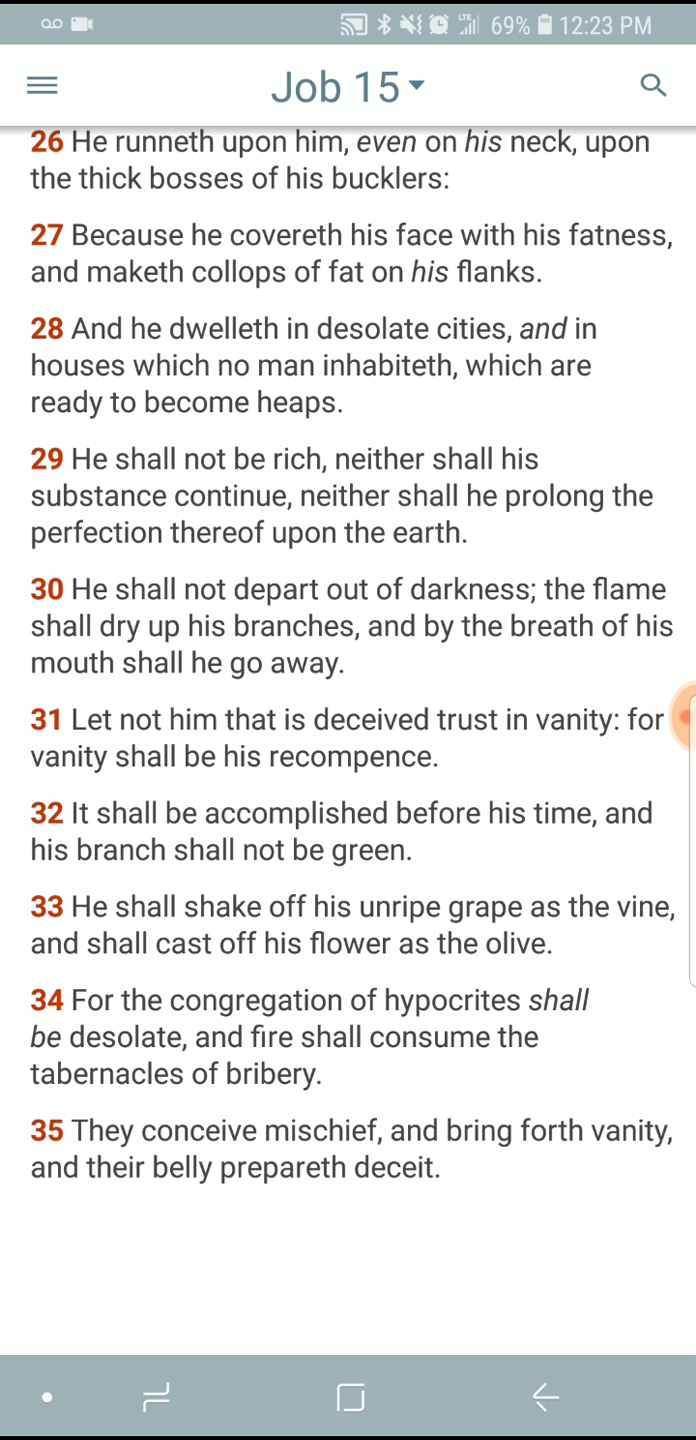 LTE 69% 12:23 PM
Job 15
26 He runneth upon him, even on his neck, upon
the thick bosses of his bucklers:
27 Because he covereth his face with his fatness,
and maketh collops of fat on his flanks.
28 And he dwelleth in desolate cities, and in
houses which no man inhabiteth, which are
ready to become heaps.
29 He shall not be rich, neither shall his
substance continue, neither shall he prolong the
perfection thereof upon the earth.
30 He shall not depart out of darkness; the flame
shall dry up his branches, and by the breath of his
mouth shall he go away.
31 Let not him that is deceived trust in vanity: for
vanity shall be his recompence.
32 It shall be accomplished before his time, and
his branch shall not be green.
33 He shall shake off his unripe grape as the vine,
and shall cast off his flower as the olive.
34 For the congregation of hypocrites shall
be desolate, and fire shall consume the
tabernacles of bribery.
35 They conceive mischief, and bring forth vanity,
and their belly prepareth deceit.